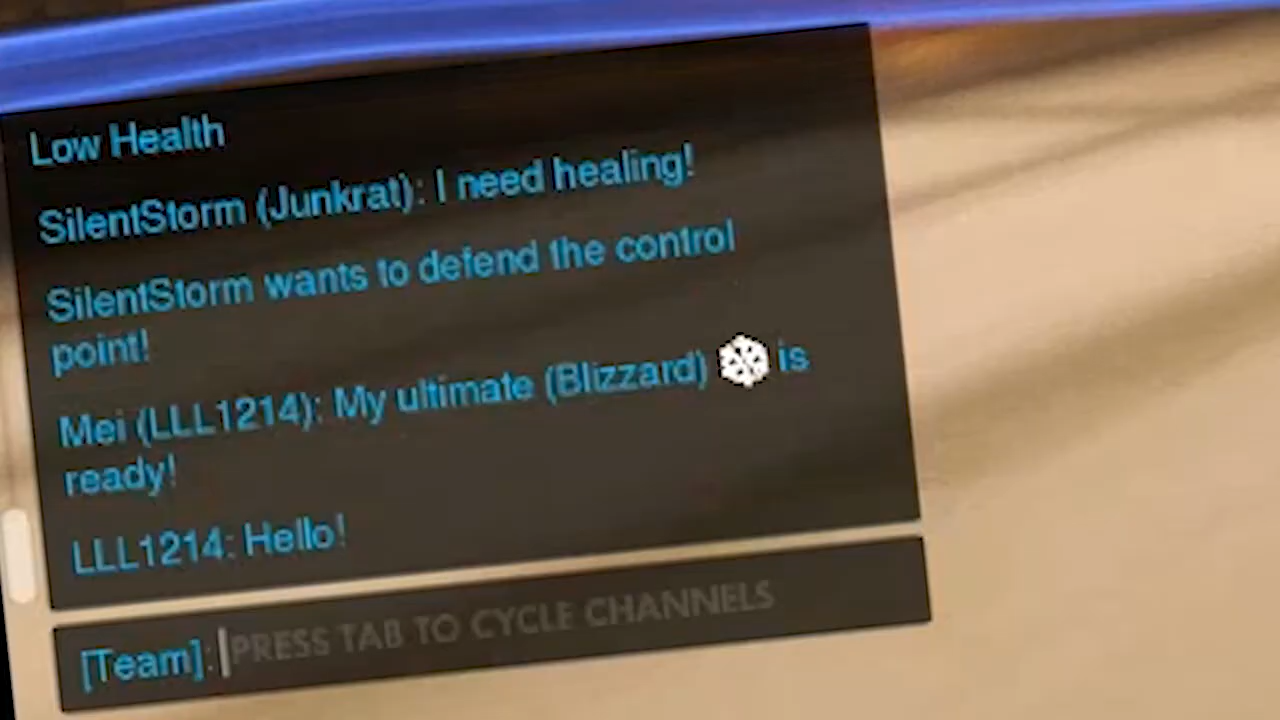 Low Health
SilentStorm (Junkrat): I need healing!
SilentStorm wants to defend the control
point!
Mei (LLL1214): My ultimate (Blizzard) is
ready!
LLL1214: Hello!
[Team]: PRESS TAB TO CYCLE CHANNELS